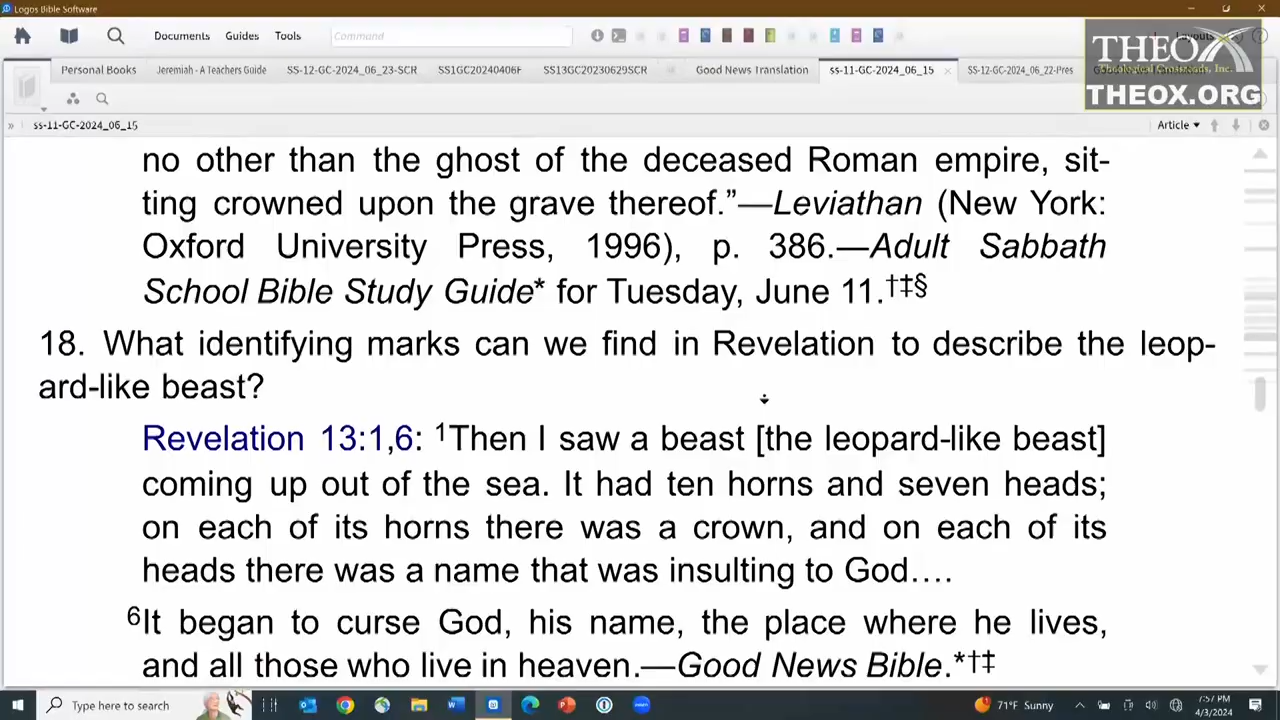 Logos Bible Software
Documents Guides Tools Command
THEOX
Theological Crossroads, Inc.
THEOX.ORG
Personal Books Jeremiah - A Teachers Guide SS-12-GC-2024_06_23-SCR SS13GC20230629SCR Good News Translation ss-11-GC-2024_06_15 SS-12-GC-2024_06_22-Pres
» ss-11-GC-2024_06_15 Article
no other than the ghost of the deceased Roman empire, sit-
ting crowned upon the grave thereof.”—Leviathan (New York:
Oxford University Press, 1996), p. 386.—Adult Sabbath
School Bible Study Guide* for Tuesday, June 11.†‡§
18. What identifying marks can we find in Revelation to describe the leop-
ard-like beast?
Revelation 13:1,6: 1Then I saw a beast [the leopard-like beast]
coming up out of the sea. It had ten horns and seven heads;
on each of its horns there was a crown, and on each of its
heads there was a name that was insulting to God….
6It began to curse God, his name, the place where he lives,
and all those who live in heaven.—Good News Bible.*†‡
Type here to search 71°F Sunny 7:57 PM
4/3/2024